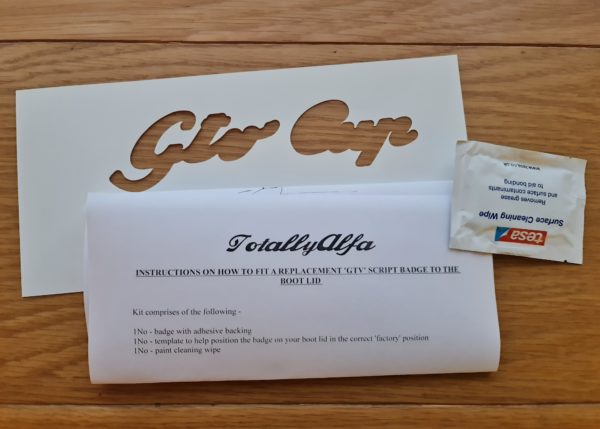 Gtv Cup
TotallyAlfa
INSTRUCTIONS ON HOW TO FIT A REPLACEMENT 'GTV' SCRIPT BADGE TO THE
BOOT LID
Kit comprises of the following -
1No - badge with adhesive backing
1No - template to help position the badge on your boot lid in the correct 'factory' position
1No - paint cleaning wipe
tesa
Surface Cleaning Wipe
Removes grease
and surface contaminants
to aid bonding